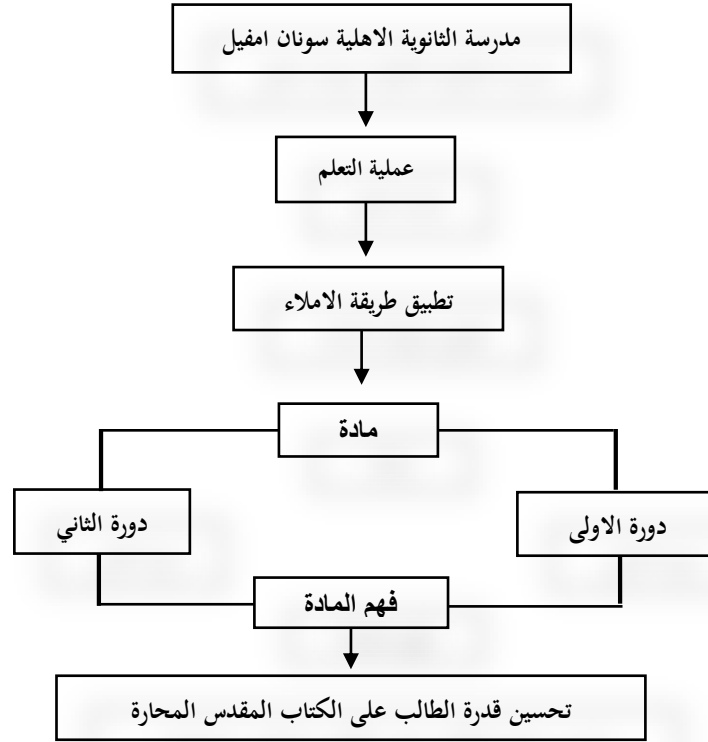 مدرسة الثانوية الاهلية سونان امفيل
عملية التعلم
تطبيق طريقة الاملاء
مادة
دورة الاولى
دورة الثاني
فهم المادة
تحسين قدرة الطالب على الكتاب المقدس المحارة